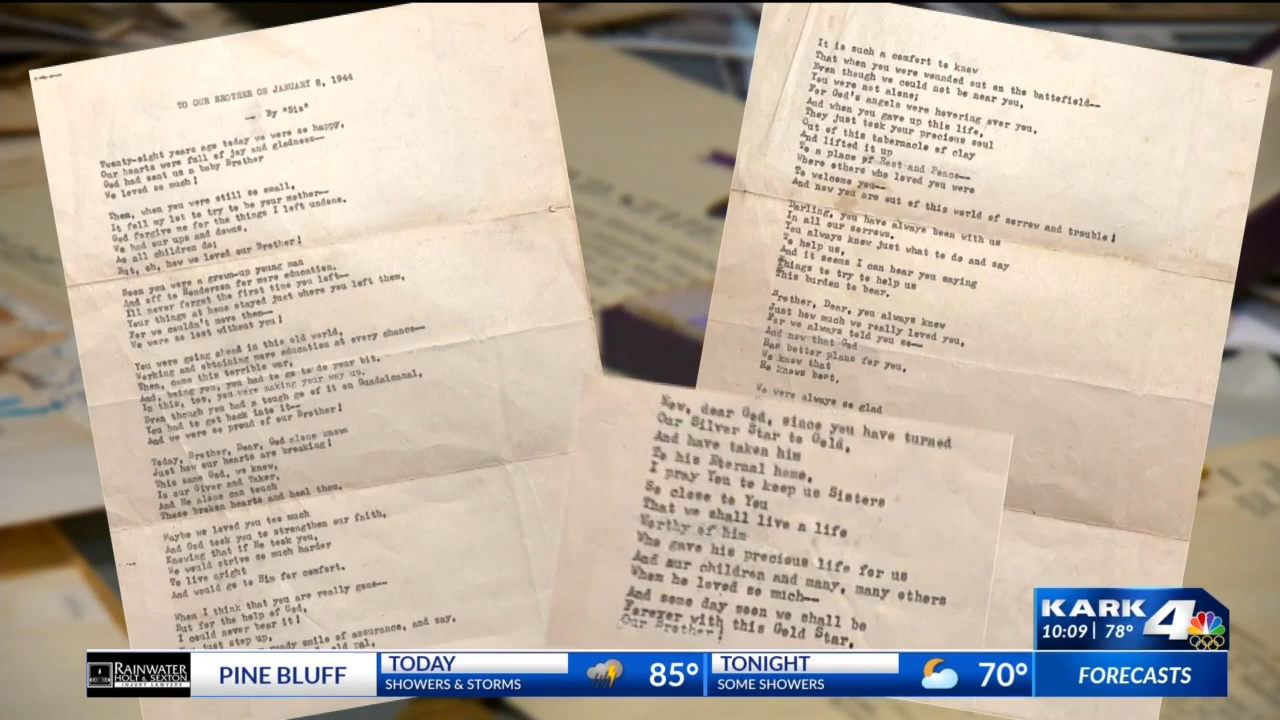 TO OUR BROTHER ON JANUARY 8, 1944
-- By "Sis"
Twenty-eight years ago today we were so happy,
Our hearts were full of joy and gladness--
God had sent us a baby Brother
We loved so much!
Then, when you were still so small,
It fell my lot to try to be your mother--
God forgive me for the things I left undone.
We had our ups and downs,
As all children do;
But, oh, how we loved our Brother!
Soon you were a grown-up young man
And off to Henderson for more education.
I'll never forget the first time you left--
Your things at home stayed just where you left them,
For we couldn't move them--
We were so lost without you!
You were going ahead in this old world,
Working and obtaining more education at every chance--
Then, came this terrible war,
And, being you, you had to go to do your bit.
In this, too, you were making your way up,
Even though you had a tough go of it on Guadalcanal,
You had to get back into it--
And we were so proud of our Brother!
Today, Brother, Dear, God alone knows
Just how our hearts are breaking!
This same God, we know,
Is our Giver and Taker,
And He alone can touch
These broken hearts and heal them.
Maybe we loved you too much
And God took you to strengthen our faith,
Knowing that if He took you,
We would strive so much harder
To live aright
And would go to Him for comfort.
When I think that you are really gone--
But for the help of God,
I could never bear it!
You just step up,
ready smile of assurance, and say,
old pal,
It is such a comfort to know
That when you were wounded out on the battefield--
Even though we could not be near you,
You were not alone;
For God's angels were hovering over you,
And when you gave up this life,
They just took your precious soul
Out of this tabernacle of clay
And lifted it up
To a place of Rest and Peace--
Where others who loved you were
To welcome you--
And now you are out of this world of sorrow and trouble!
Darling, you have always been with us
In all our sorrows.
You always knew just what to do and say
To help us,
And it seems I can hear you saying
Things to try to help us
This burden to bear.
Brother, Dear, you always knew
Just how much we really loved you,
For we always told you so--
And now that God
Has better plans for you,
We know that
He knows best.
We were always so glad
Now, dear God, since you have turned
Our Silver Star to Gold,
And have taken him
To his Eternal home,
I pray You to keep us Sisters
So close to You
That we shall live a life
Worthy of him
Who gave his precious life for us
And our children and many, many others
Whom he loved so much--
And some day soon we shall be
Forever with this Gold Star,
Our Brother!
KARK 4
10:09 | 78°
RAINWATER
HOLT & SEXTON
INJURY LAWYERS
PINE BLUFF
TODAY
SHOWERS & STORMS
85°
TONIGHT
SOME SHOWERS
70°
FORECASTS